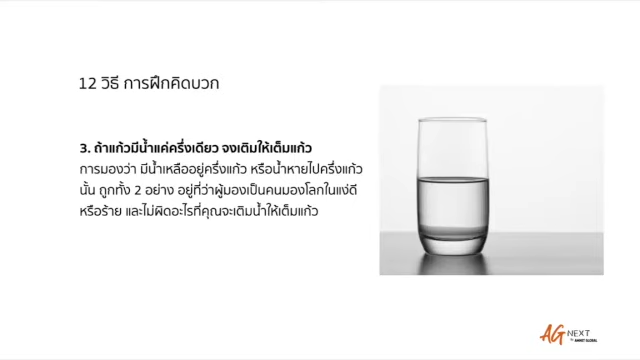 12 วิธี การฝึกคิดบวก
3. ถ้าแก้วมีน้ำแค่ครึ่งเดียว จงเติมให้เต็มแก้ว
การมองว่า มีน้ำเหลืออยู่ครึ่งแก้ว หรือน้ำหายไปครึ่งแก้ว
นั้น ถูกทั้ง 2 อย่าง อยู่ที่ว่าผู้มองเป็นคนมองโลกในแง่ดี
หรือร้าย และไม่ผิดอะไรที่คุณจะเติมน้ำให้เต็มแก้ว
AG NEXT